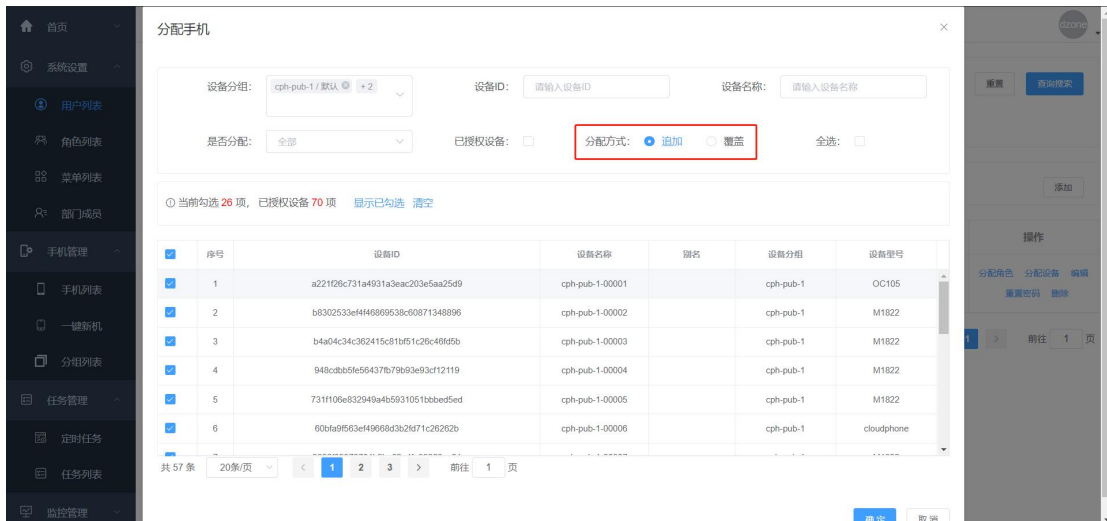 首页
系统设置
用户列表
角色列表
菜单列表
部门成员
手机管理
手机列表
一键新机
分组列表
任务管理
定时任务
任务列表
监控管理
分配手机
设备分组: cph-pub-1 / 默认 + 2 设备ID: 请输入设备ID 设备名称: 请输入设备名称
是否分配: 全部 已授权设备: 分配方式: 追加 覆盖 全选:
当前勾选 26 项, 已授权设备 70 项 显示已勾选 清空
序号 设备ID 设备名称 别名 设备分组 设备型号
1 a221f26c731a4931a3eac203e5aa25d9 cph-pub-1-00001 cph-pub-1 OC105
2 b8302533ef4f46869538c60871348896 cph-pub-1-00002 cph-pub-1 M1822
3 b4a04c34c362415c81bf51c26c46fd5b cph-pub-1-00003 cph-pub-1 M1822
4 948cdbb5fe56437fb79b93e93cf12119 cph-pub-1-00004 cph-pub-1 M1822
5 731f106e832949a4b5931051bbbed5ed cph-pub-1-00005 cph-pub-1 M1822
6 60bfa9f563ef49668d3b2fd71c26262b cph-pub-1-00006 cph-pub-1 cloudphone
共 57 条 20条/页 1 2 3 前往 1 页
确定 取消
dzone
重置 查询搜索
添加
操作
分配角色 分配设备 编辑
重置密码 删除
1 前往 1 页